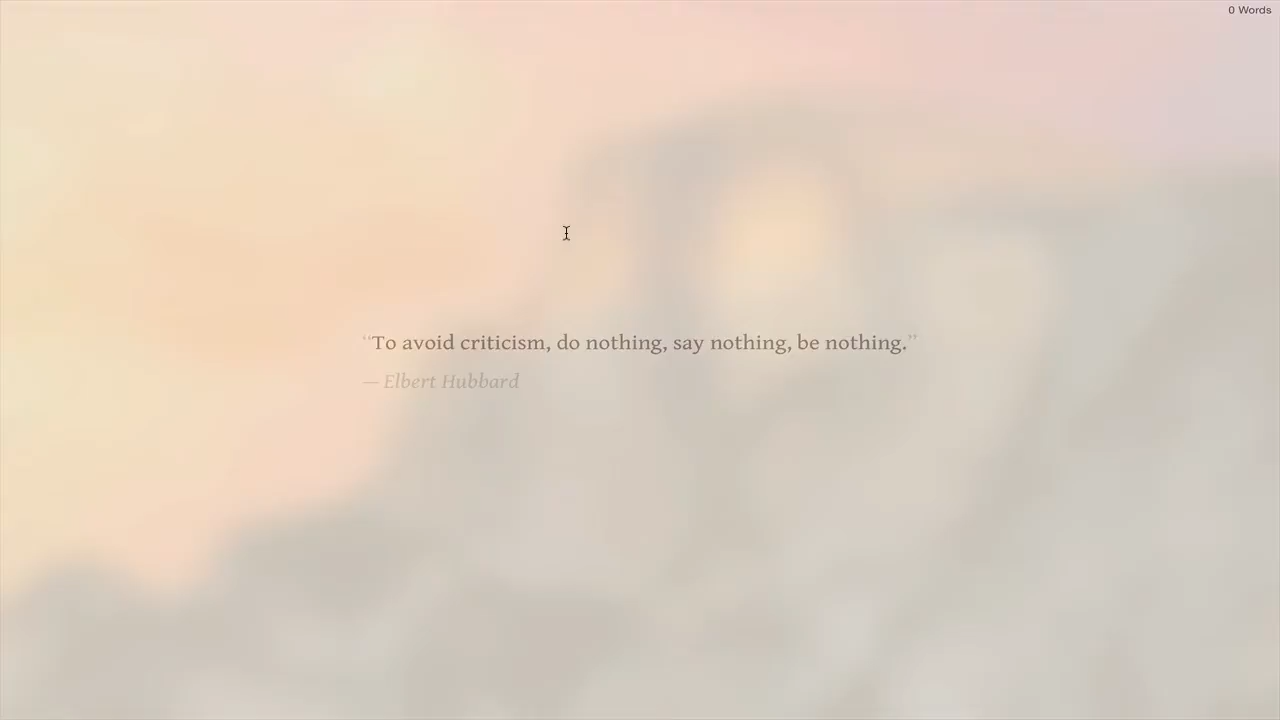 0 Words
“To avoid criticism, do nothing, say nothing, be nothing.”
— Elbert Hubbard